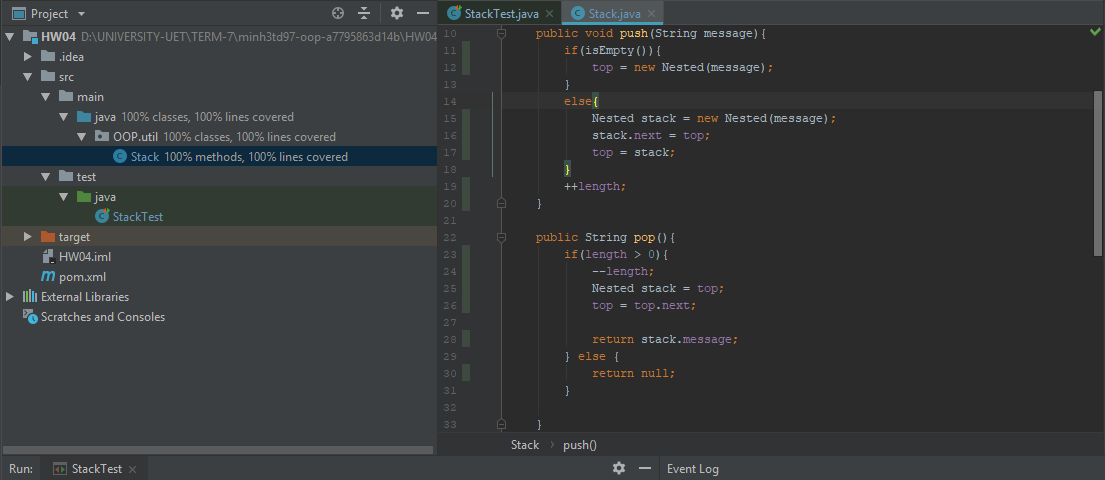 Project
HW04 D:\UNIVERSITY-UET\TERM-7\minh3td97-oop-a7795863d14b\HW04
.idea
src
main
java 100% classes, 100% lines covered
OOP.util 100% classes, 100% lines covered
Stack 100% methods, 100% lines covered
test
java
StackTest
target
HW04.iml
pom.xml
External Libraries
Scratches and Consoles
StackTest.java
Stack.java
10 public void push(String message){
11 if(isEmpty()){
12 top = new Nested(message);
13 }
14 else{
15 Nested stack = new Nested(message);
16 stack.next = top;
17 top = stack;
18 }
19 ++length;
20 }
21
22 public String pop(){
23 if(length > 0){
24 --length;
25 Nested stack = top;
26 top = top.next;
27
28 return stack.message;
29 } else {
30 return null;
31 }
32
33 }
Stack › push()
Run: StackTest
Event Log